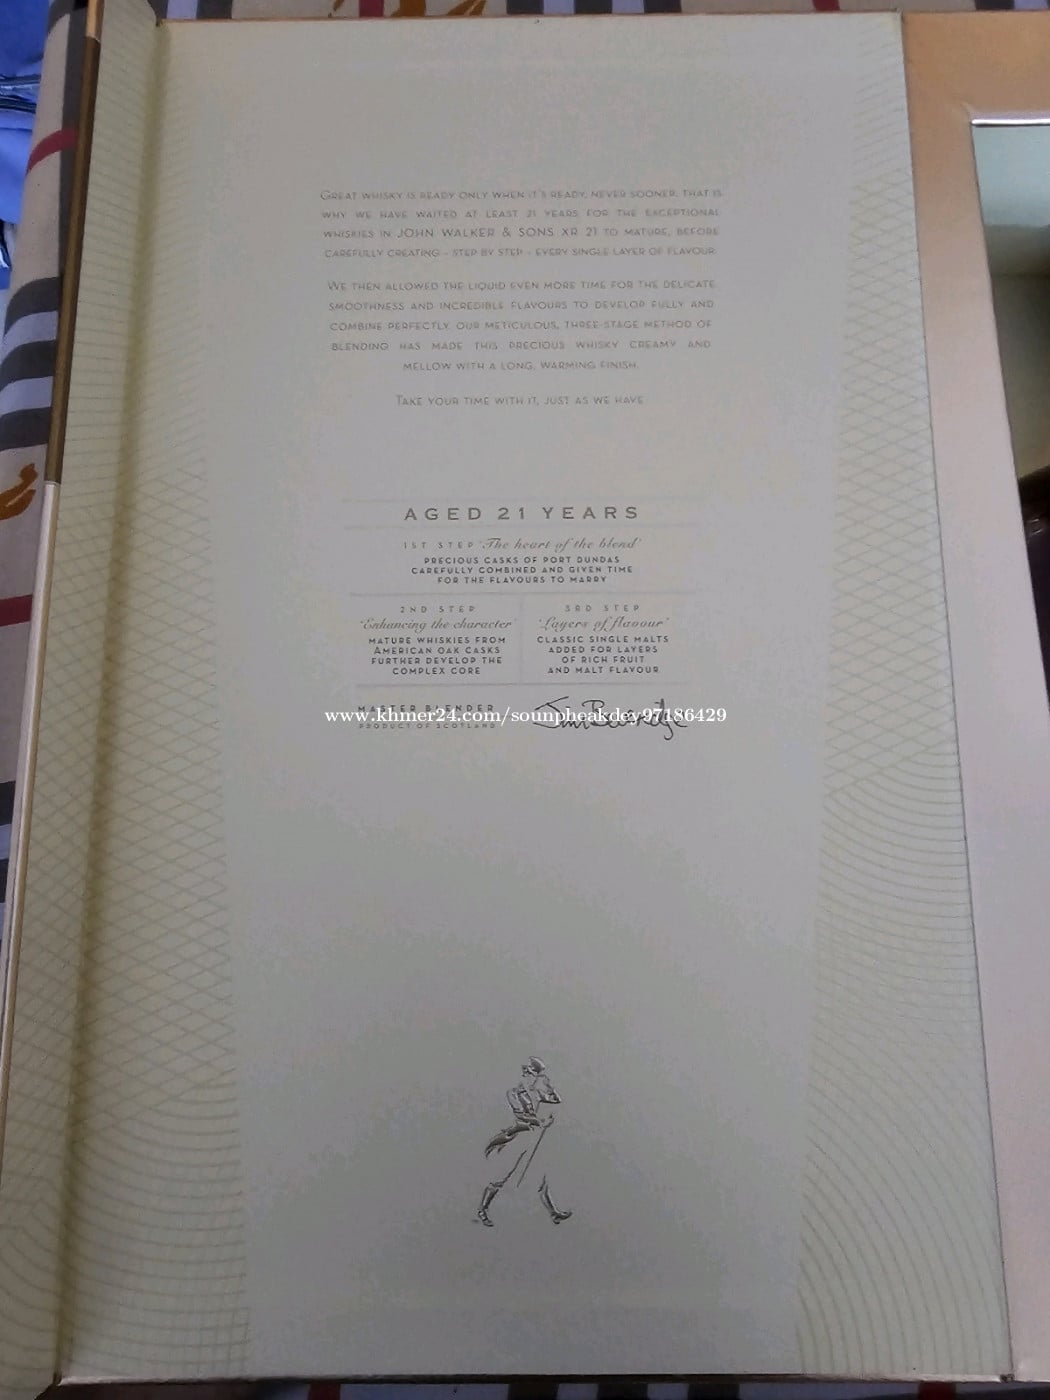 GREAT WHISKY IS READY ONLY WHEN IT'S READY, NEVER SOONER. THAT IS
WHY WE HAVE WAITED AT LEAST 21 YEARS FOR THE EXCEPTIONAL
WHISKIES IN JOHN WALKER & SONS XR 21 TO MATURE, BEFORE
CAREFULLY CREATING - STEP BY STEP - EVERY SINGLE LAYER OF FLAVOUR.
WE THEN ALLOWED THE LIQUID EVEN MORE TIME FOR THE DELICATE
SMOOTHNESS AND INCREDIBLE FLAVOURS TO DEVELOP FULLY AND
COMBINE PERFECTLY. OUR METICULOUS, THREE-STAGE METHOD OF
BLENDING HAS MADE THIS PRECIOUS WHISKY CREAMY AND
MELLOW WITH A LONG, WARMING FINISH.
TAKE YOUR TIME WITH IT, JUST AS WE HAVE
AGED 21 YEARS
1ST STEP 'The heart of the blend'
PRECIOUS CASKS OF PORT DUNDAS
CAREFULLY COMBINED AND GIVEN TIME
FOR THE FLAVOURS TO MARRY
2ND STEP
'Enhancing the character'
MATURE WHISKIES FROM
AMERICAN OAK CASKS
FURTHER DEVELOP THE
COMPLEX CORE
3RD STEP
'Layers of flavour'
CLASSIC SINGLE MALTS
ADDED FOR LAYERS
OF RICH FRUIT
AND MALT FLAVOUR
MASTER BLENDER
www.khmer24.com/sounpheakdey97186429
PRODUCT OF SCOTLAND